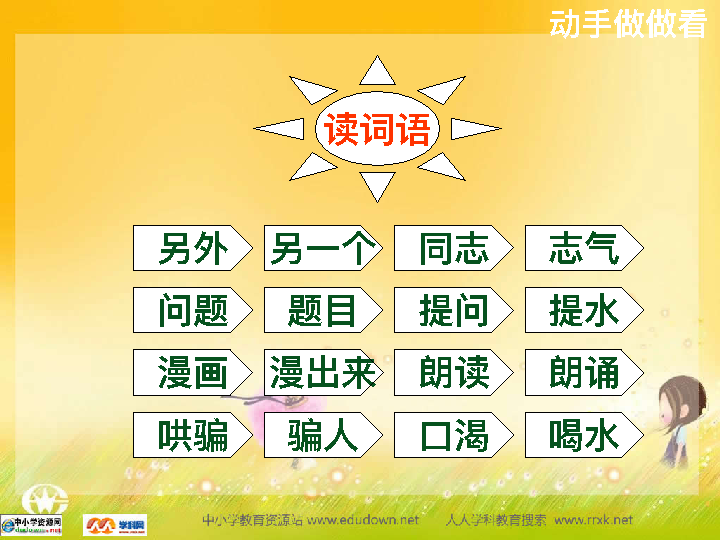 动手做做看
读词语
另外 另一个 同志 志气
问题 题目 提问 提水
漫画 漫出来 朗读 朗诵
哄骗 骗人 口渴 喝水
中小学资源网 学科网 中小学教育资源站 www.edudown.net 人人学科教育搜索 www.rrxk.net